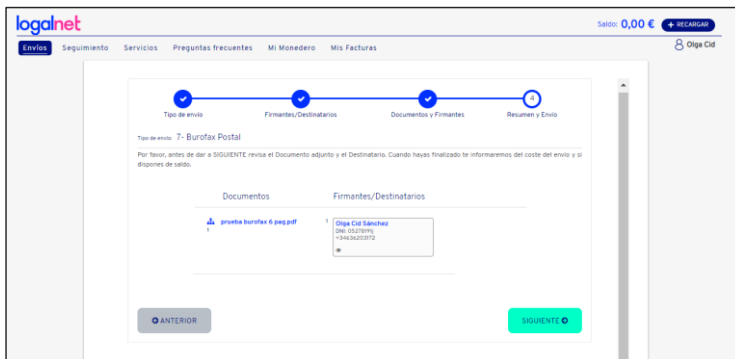 logalnet
Saldo: 0,00 € + RECARGAR
Envíos Seguimiento Servicios Preguntas frecuentes Mi Monedero Mis Facturas Olga Cid
4
Tipo de envío Firmantes/Destinatarios Documentos y Firmantes Resumen y Envío
Tipo de envío: 7- Burofax Postal
Por favor, antes de dar a SIGUIENTE revisa el Documento adjunto y el Destinatario. Cuando hayas finalizado te informaremos del coste del envío y si
dispones de saldo.
Documentos Firmantes/Destinatarios
prueba burofax 6 pag.pdf
1
1
Olga Cid Sánchez
DNI:
+34636203172
ANTERIOR SIGUIENTE